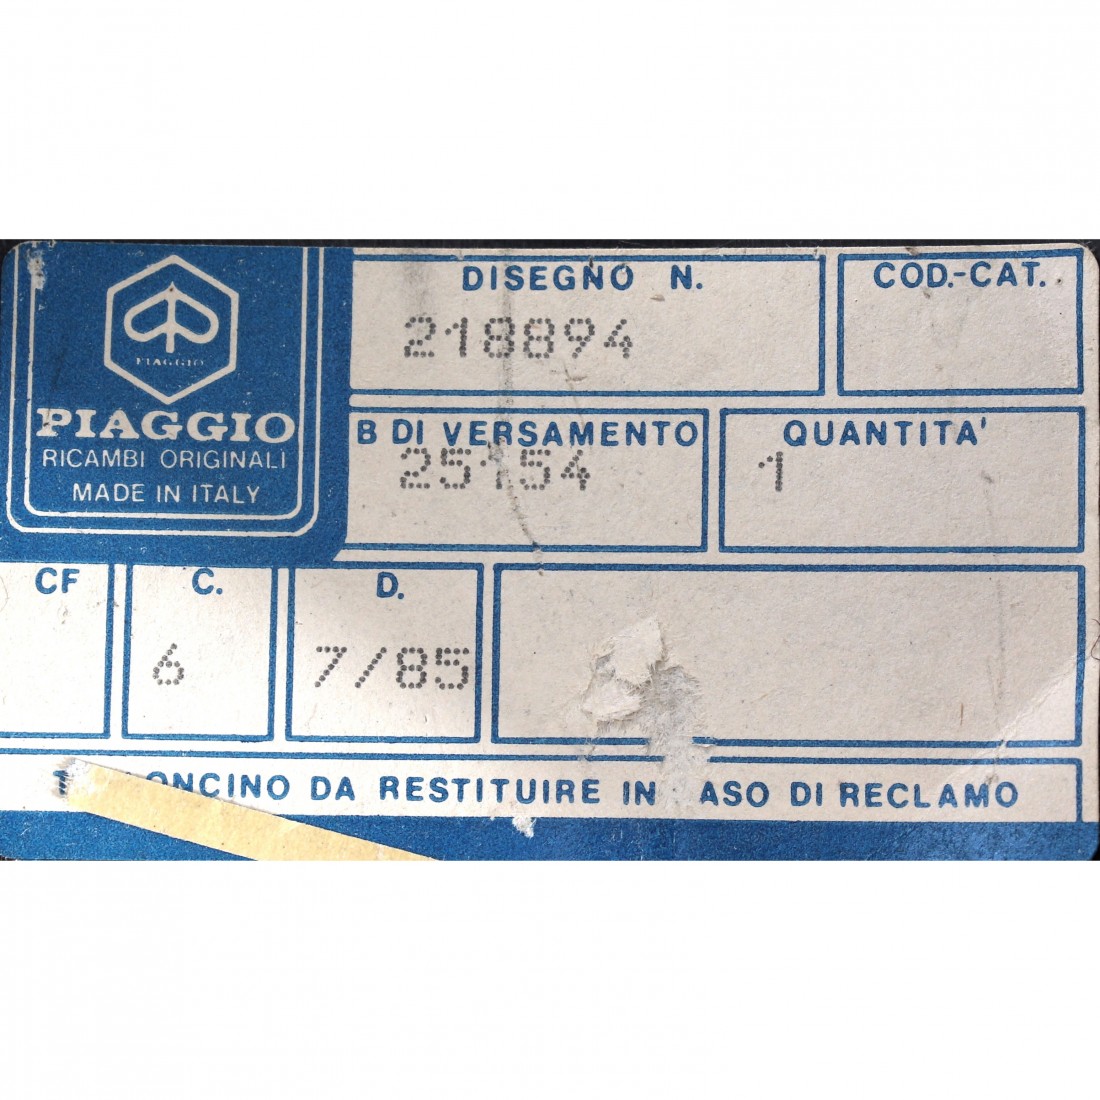 PIAGGIO
PIAGGIO
RICAMBI ORIGINALI
MADE IN ITALY
DISEGNO N.
218894
COD.-CAT.
B DI VERSAMENTO
25154
QUANTITA'
1
CF
C.
6
D.
7/85
ONCINO DA RESTITUIRE IN ASO DI RECLAMO